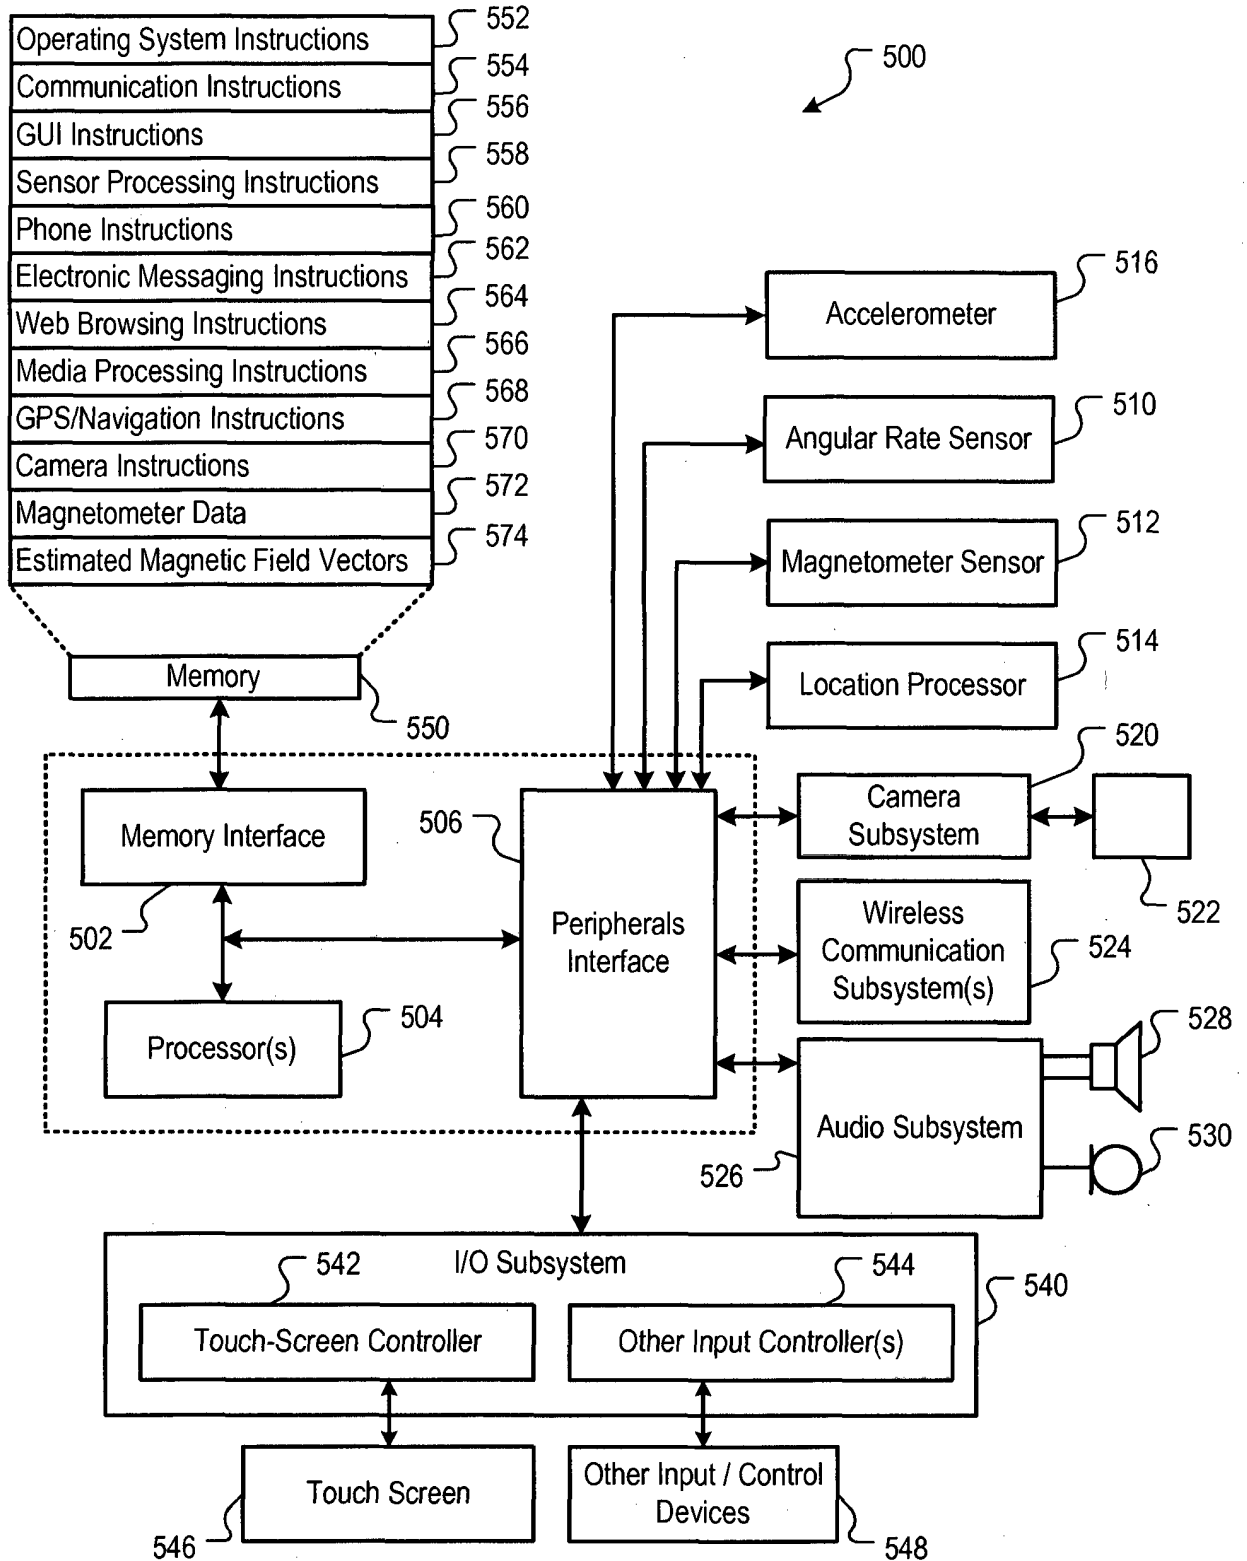 552
Operating System Instructions
554
Communication Instructions
556
GUI Instructions
558
Sensor Processing Instructions
560
Phone Instructions
562
Electronic Messaging Instructions
564
Web Browsing Instructions
566
Media Processing Instructions
568
GPS/Navigation Instructions
570
Camera Instructions
572
Magnetometer Data
574
Estimated Magnetic Field Vectors
500
516
Accelerometer
510
Angular Rate Sensor
512
Magnetometer Sensor
514
Location Processor
Memory
550
520
Camera
Subsystem
522
Memory Interface
502
506
Peripherals
Interface
Wireless
Communication
Subsystem(s)
524
504
Processor(s)
528
Audio Subsystem
526
530
I/O Subsystem
540
542
Touch-Screen Controller
544
Other Input Controller(s)
Touch Screen
546
Other Input / Control
Devices
548